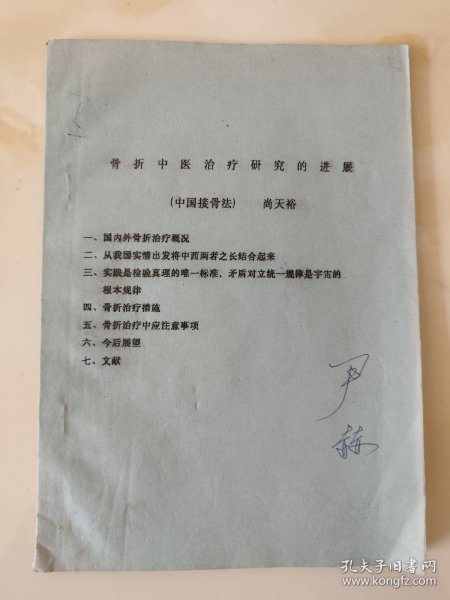 骨折中医治疗研究的进展
(中国接骨法) 尚天裕
一、国内外骨折治疗概况
二、从我国实情出发将中西两者之长结合起来
三、实践是检验真理的唯一标准，矛盾对立统一规律是宇宙的
根本规律
四、骨折治疗措施
五、骨折治疗中应注意事项
六、今后展望
七、文献
尹
赫
孔夫子旧书网
www.kongfz.com